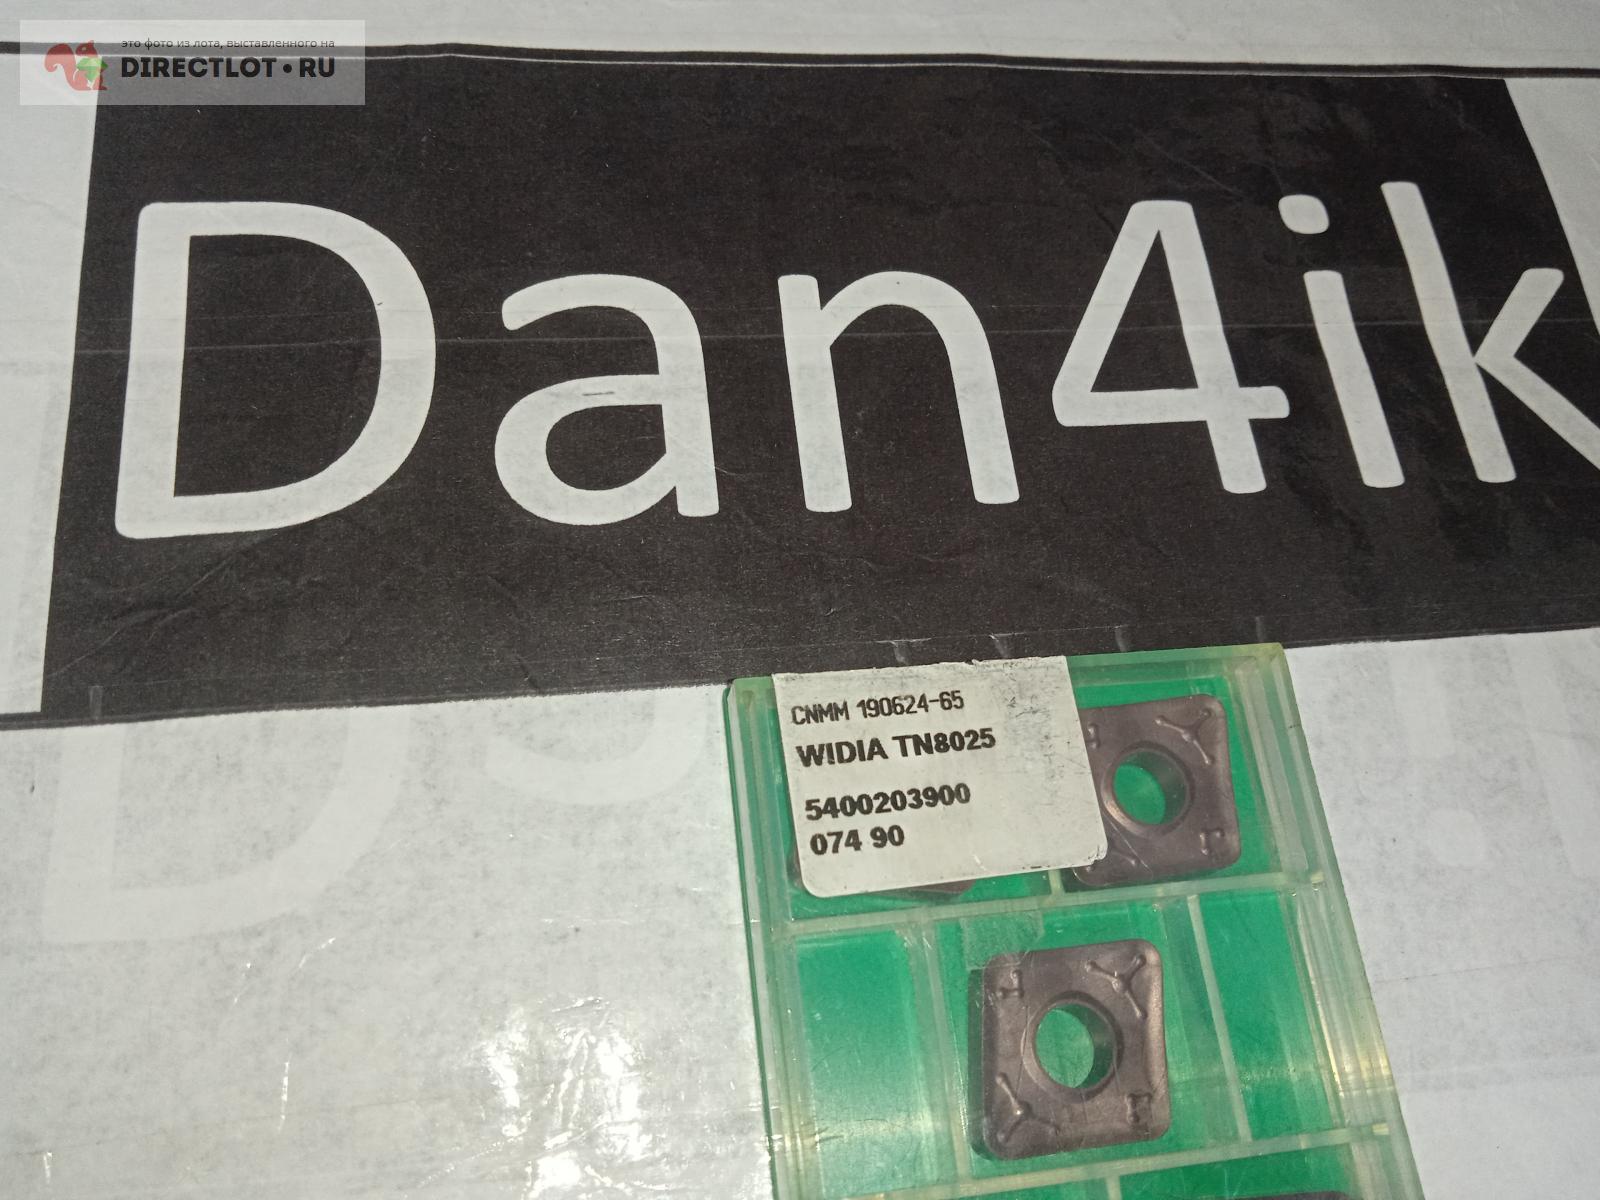 это фото из лота, выставленного на
DIRECTLOT•RU
Dan4ik
CNMM 190624-65
WIDIA TN8025
5400203900
074 90